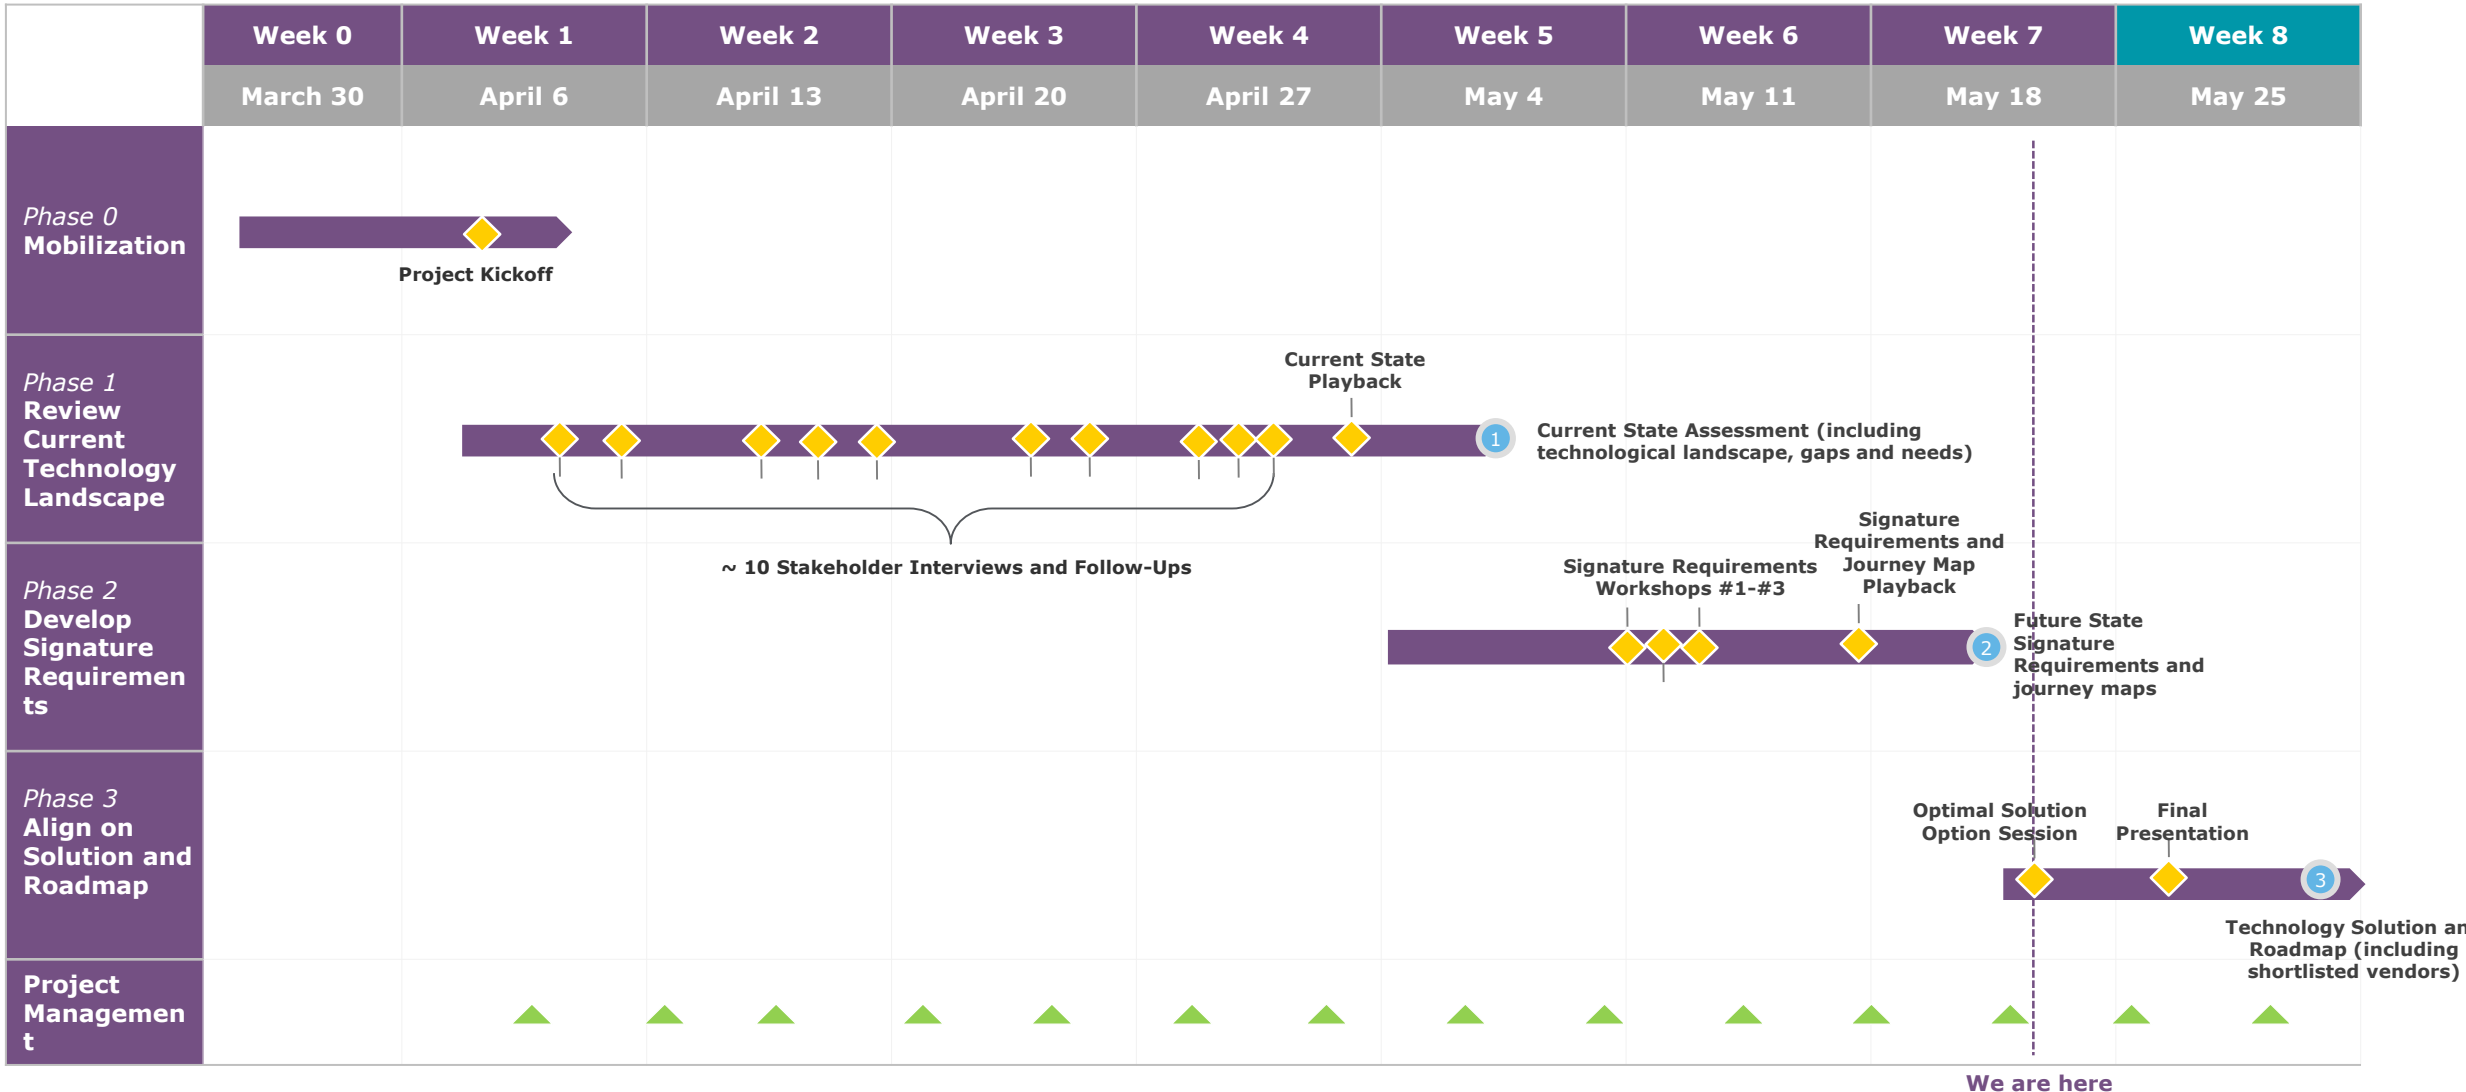 Week 0
Week 1
Week 2
Week 3
Week 4
Week 5
Week 6
Week 7
Week 8
March 30
April 6
April 13
April 20
April 27
May 4
May 11
May 18
May 25
Phase 0
Mobilization
Project Kickoff
Phase 1
Review
Current
Technology
Landscape
Current State
Playback
1
Current State Assessment (including
technological landscape, gaps and needs)
~ 10 Stakeholder Interviews and Follow-Ups
Phase 2
Develop
Signature
Requiremen
ts
Signature Requirements
Workshops #1-#3
Signature
Requirements and
Journey Map
Playback
2
Future State
Signature
Requirements and
journey maps
Phase 3
Align on
Solution and
Roadmap
Optimal Solution
Option Session
Final
Presentation
3
Technology Solution an
Roadmap (including
shortlisted vendors)
Project
Managemen
t
We are here